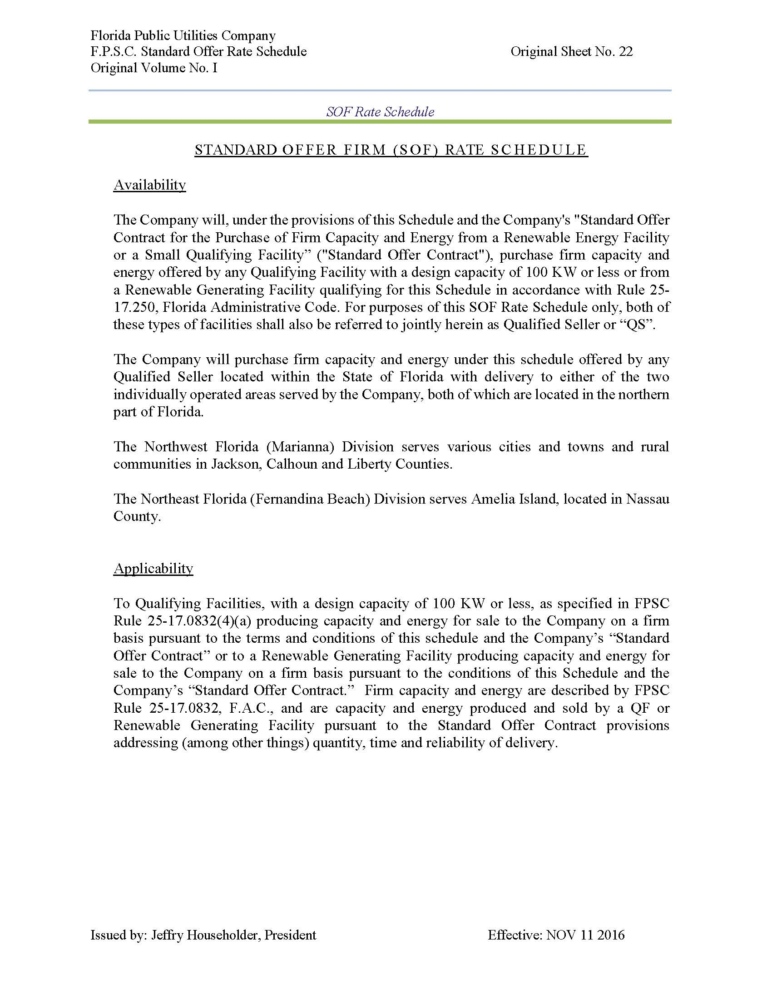 Florida Public Utilities Company
F.P.S.C. Standard Offer Rate Schedule Original Sheet No. 22
Original Volume No. I
SOF Rate Schedule
STANDARD OFFER FIRM (SOF) RATE SCHEDULE
Availability
The Company will, under the provisions of this Schedule and the Company's "Standard Offer
Contract for the Purchase of Firm Capacity and Energy from a Renewable Energy Facility
or a Small Qualifying Facility” ("Standard Offer Contract"), purchase firm capacity and
energy offered by any Qualifying Facility with a design capacity of 100 KW or less or from
a Renewable Generating Facility qualifying for this Schedule in accordance with Rule 25-
17.250, Florida Administrative Code. For purposes of this SOF Rate Schedule only, both of
these types of facilities shall also be referred to jointly herein as Qualified Seller or “QS”.
The Company will purchase firm capacity and energy under this schedule offered by any
Qualified Seller located within the State of Florida with delivery to either of the two
individually operated areas served by the Company, both of which are located in the northern
part of Florida.
The Northwest Florida (Marianna) Division serves various cities and towns and rural
communities in Jackson, Calhoun and Liberty Counties.
The Northeast Florida (Fernandina Beach) Division serves Amelia Island, located in Nassau
County.
Applicability
To Qualifying Facilities, with a design capacity of 100 KW or less, as specified in FPSC
Rule 25-17.0832(4)(a) producing capacity and energy for sale to the Company on a firm
basis pursuant to the terms and conditions of this schedule and the Company’s “Standard
Offer Contract” or to a Renewable Generating Facility producing capacity and energy for
sale to the Company on a firm basis pursuant to the conditions of this Schedule and the
Company’s “Standard Offer Contract.” Firm capacity and energy are described by FPSC
Rule 25-17.0832, F.A.C., and are capacity and energy produced and sold by a QF or
Renewable Generating Facility pursuant to the Standard Offer Contract provisions
addressing (among other things) quantity, time and reliability of delivery.
Issued by: Jeffry Householder, President Effective: NOV 11 2016